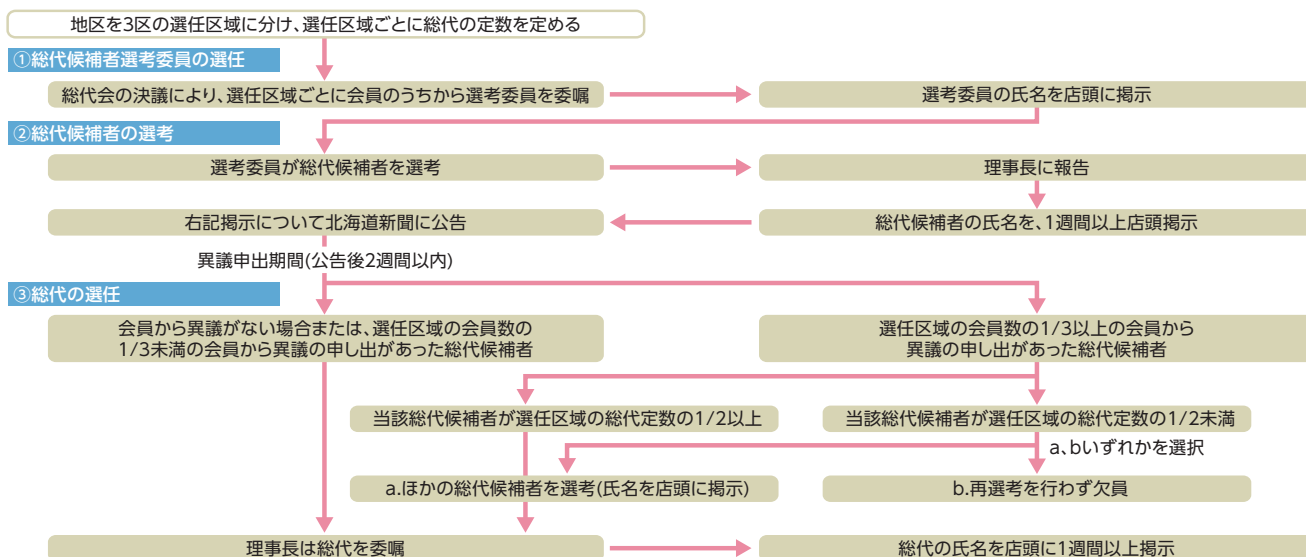 地区を3区の選任区域に分け、選任区域ごとに総代の定数を定める
①総代候補者選考委員の選任
総代会の決議により、選任区域ごとに会員のうちから選考委員を委嘱
選考委員の氏名を店頭に掲示
②総代候補者の選考
選考委員が総代候補者を選考
理事長に報告
右記掲示について北海道新聞に公告
総代候補者の氏名を、1週間以上店頭掲示
異議申出期間(公告後2週間以内)
③総代の選任
会員から異議がない場合または、選任区域の会員数の
1/3未満の会員から異議の申し出があった総代候補者
選任区域の会員数の1/3以上の会員から
異議の申し出があった総代候補者
当該総代候補者が選任区域の総代定数の1/2以上
当該総代候補者が選任区域の総代定数の1/2未満
a、bいずれかを選択
a.ほかの総代候補者を選考(氏名を店頭に掲示)
b.再選考を行わず欠員
理事長は総代を委嘱
総代の氏名を店頭に1週間以上掲示